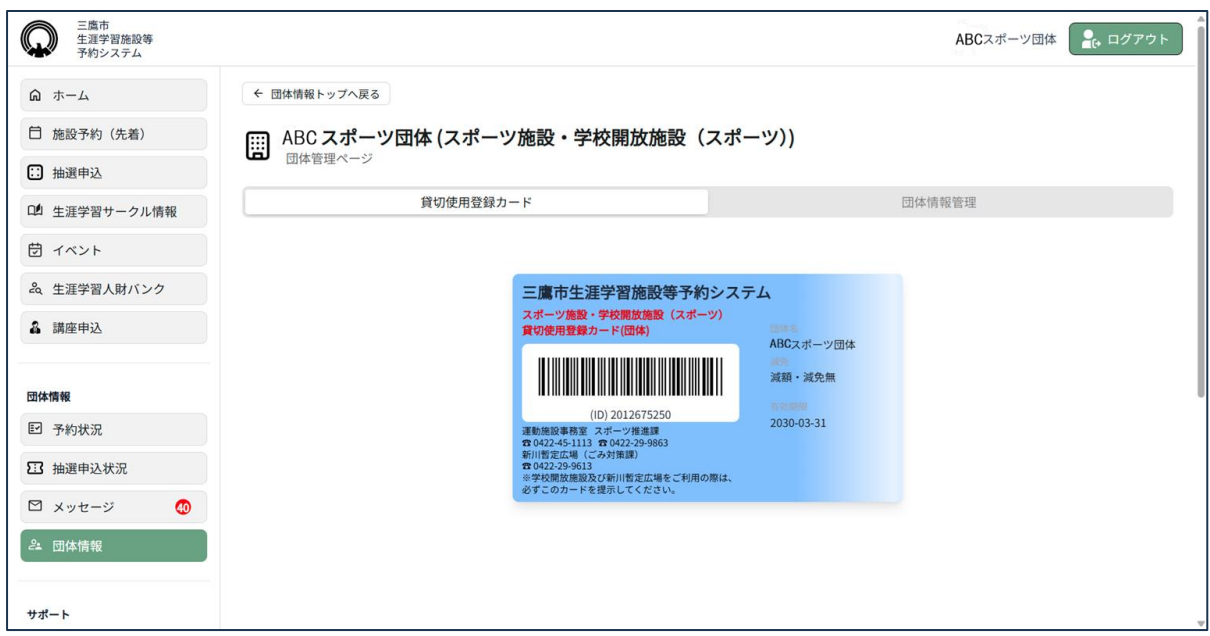 三鷹市
生涯学習施設等
予約システム
ABCスポーツ団体
ログアウト
ホーム
施設予約（先着）
抽選申込
生涯学習サークル情報
イベント
生涯学習人財バンク
講座申込
団体情報
予約状況
抽選申込状況
メッセージ 40
団体情報
サポート
← 団体情報トップへ戻る
ABC スポーツ団体 (スポーツ施設・学校開放施設（スポーツ))
団体管理ページ
貸切使用登録カード
団体情報管理
三鷹市生涯学習施設等予約システム
スポーツ施設・学校開放施設（スポーツ）
貸切使用登録カード(団体)
(ID) 2012675250
運動施設事務室 スポーツ推進課
☎ 0422-45-1113 ☎ 0422-29-9863
新川暫定広場（ごみ対策課）
☎ 0422-29-9613
※学校開放施設及び新川暫定広場をご利用の際は、
必ずこのカードを提示してください。
団体名
ABCスポーツ団体
減免
減額・減免無
有効期限
2030-03-31